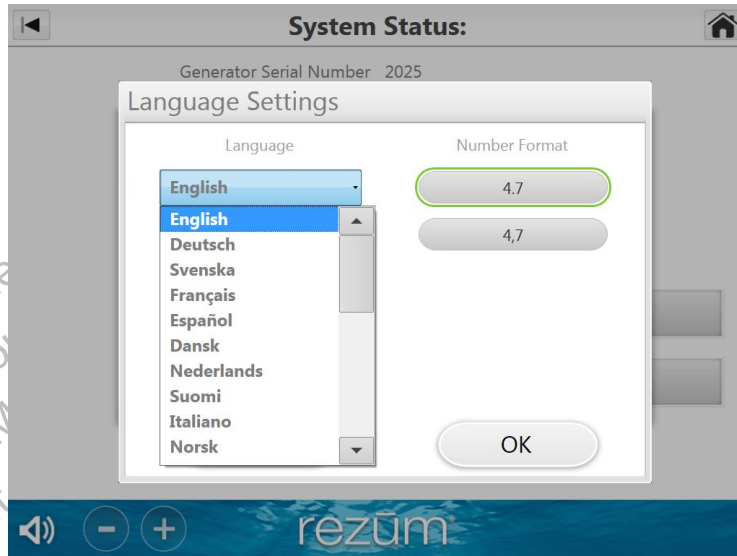 System Status:
Generator Serial Number 2025
Language Settings
Language
Number Format
English
4.7
English
4,7
Deutsch
Svenska
Français
Español
Dansk
Nederlands
Suomi
Italiano
Norsk
OK
rezūm